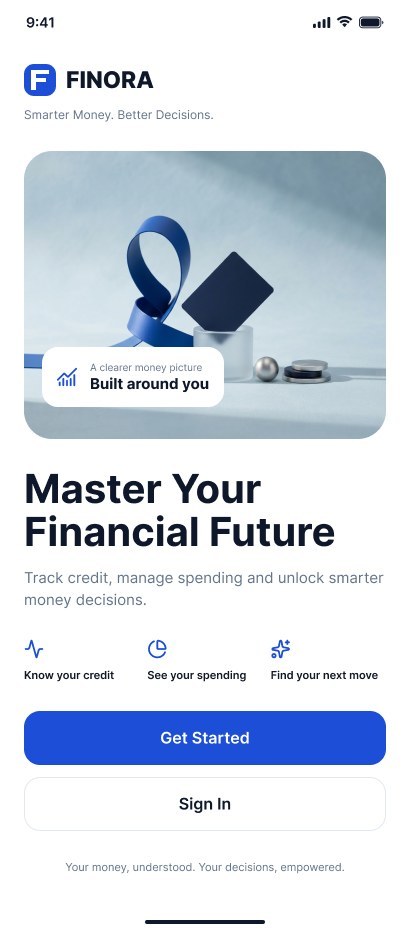 9:41
FINORA
Smarter Money. Better Decisions.
A clearer money picture
Built around you
Master Your
Financial Future
Track credit, manage spending and unlock smarter
money decisions.
Know your credit
See your spending
Find your next move
Get Started
Sign In
Your money, understood. Your decisions, empowered.